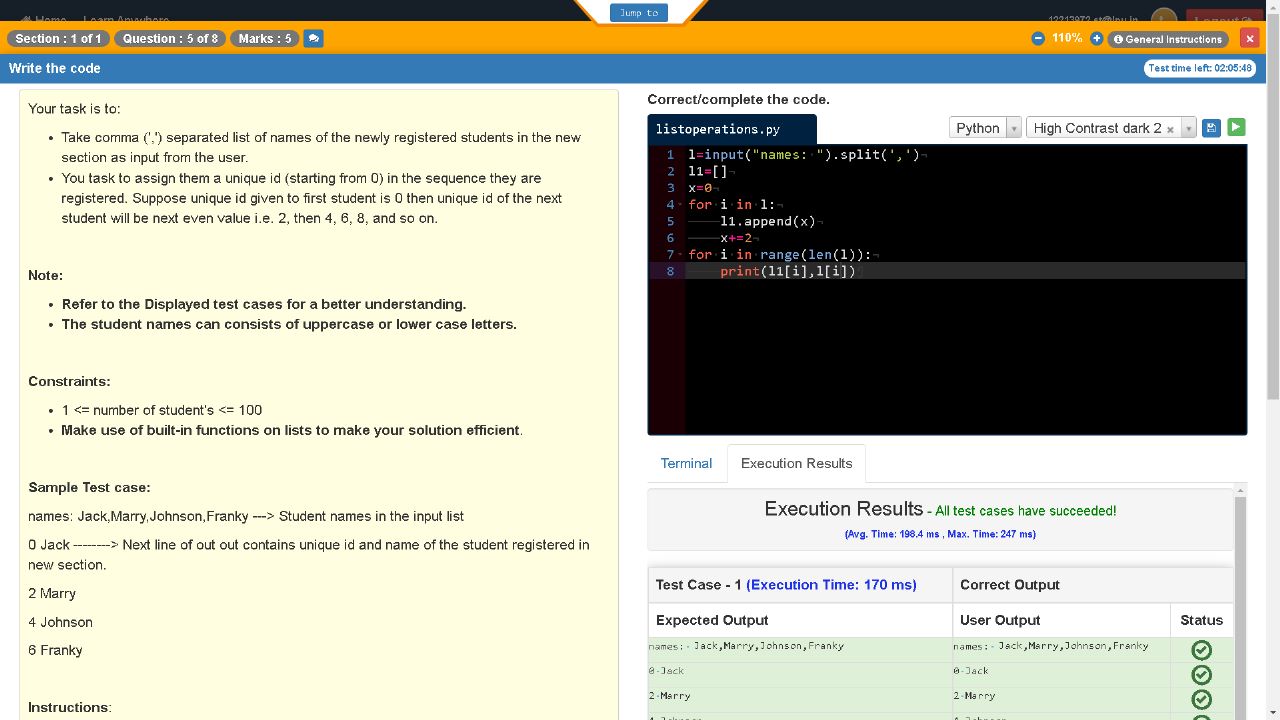 Jump to
Home Learn Anywhere
Logout
Section : 1 of 1 Question : 5 of 8 Marks : 5
110% General Instructions ×
Write the code
Test time left: 02:05:48
Your task is to:
• Take comma (',') separated list of names of the newly registered students in the new
section as input from the user.
• You task to assign them a unique id (starting from 0) in the sequence they are
registered. Suppose unique id given to first student is 0 then unique id of the next
student will be next even value i.e. 2, then 4, 6, 8, and so on.
Note:
• Refer to the Displayed test cases for a better understanding.
• The student names can consists of uppercase or lower case letters.
Constraints:
• 1 <= number of student's <= 100
• Make use of built-in functions on lists to make your solution efficient.
Sample Test case:
names: Jack,Marry,Johnson,Franky ---> Student names in the input list
0 Jack --------> Next line of out out contains unique id and name of the student registered in
new section.
2 Marry
4 Johnson
6 Franky
Instructions:
Correct/complete the code.
listoperations.py
Python High Contrast dark 2 ×
1 l=input("names: ").split(',')
2 l1=[]
3 x=0
4 for i in l:
5 l1.append(x)
6 x+=2
7 for i in range(len(l)):
8 print(l1[i],l[i])
Terminal Execution Results
Execution Results - All test cases have succeeded!
(Avg. Time: 198.4 ms , Max. Time: 247 ms)
Test Case - 1 (Execution Time: 170 ms) Correct Output
Expected Output User Output Status
names: Jack,Marry,Johnson,Franky names: Jack,Marry,Johnson,Franky
0 Jack 0 Jack
2 Marry 2 Marry